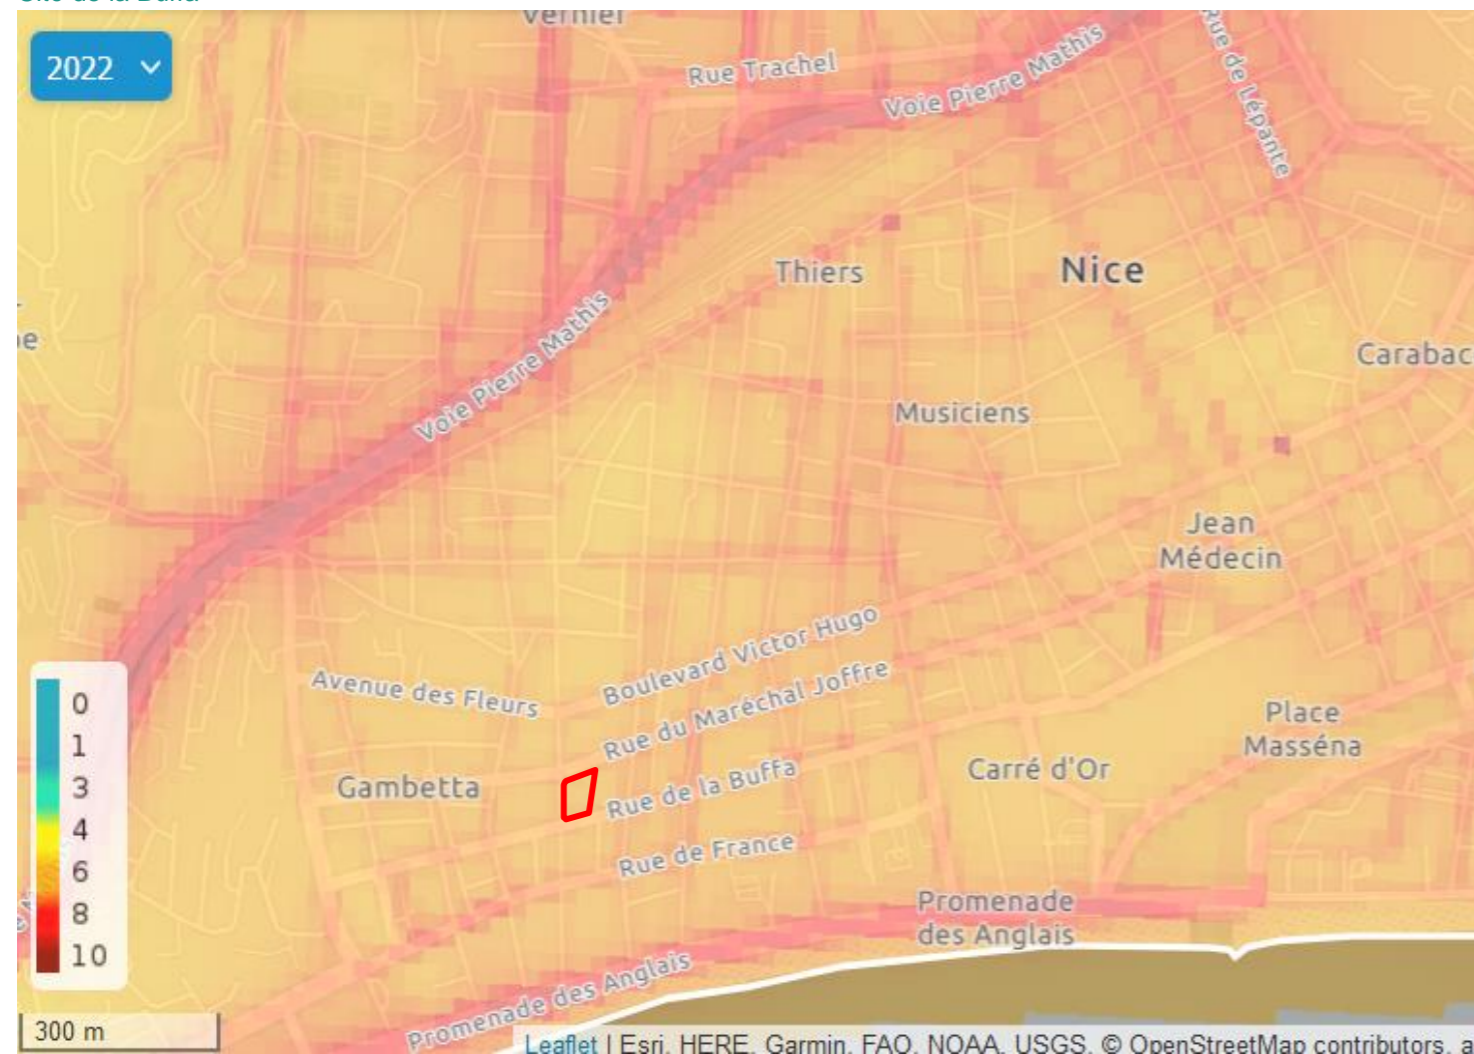 2022
Vernier
Rue Trachel
Voie Pierre Mathis
Rue de Lépante
Thiers
Nice
Voie Pierre Mathis
Carabac
Musiciens
Jean
Médecin
Boulevard Victor Hugo
Avenue des Fleurs
Rue du Maréchal Joffre
Place
Masséna
Gambetta
Carré d'Or
Rue de la Buffa
Rue de France
Promenade
des Anglais
Promenade des Anglais
0
1
3
4
6
8
10
300 m
Leaflet | Esri, HERE, Garmin, FAO, NOAA, USGS, © OpenStreetMap contributors, a